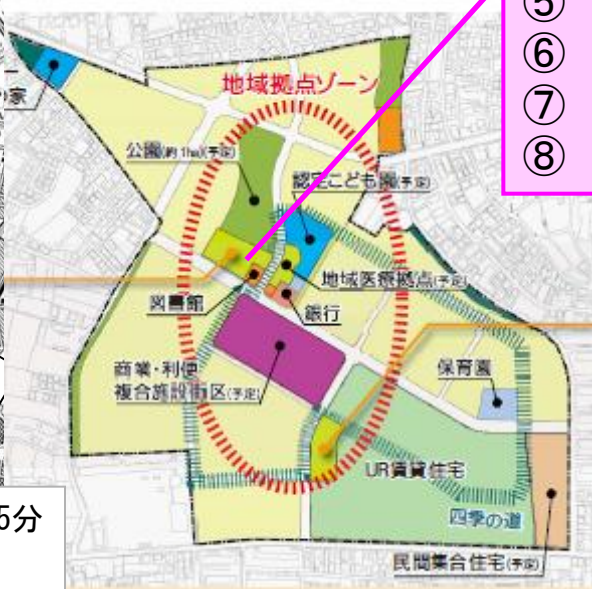 ⑤
⑥
⑦
⑧
家
地域拠点ゾーン
公園(約1ha)(予定)
認定こども園(予定)
地域医療拠点(予定)
図書館
銀行
商業・利便
複合施設街区(予定)
保育園
UR賃貸住宅
四季の道
民間集合住宅(予定)
5分